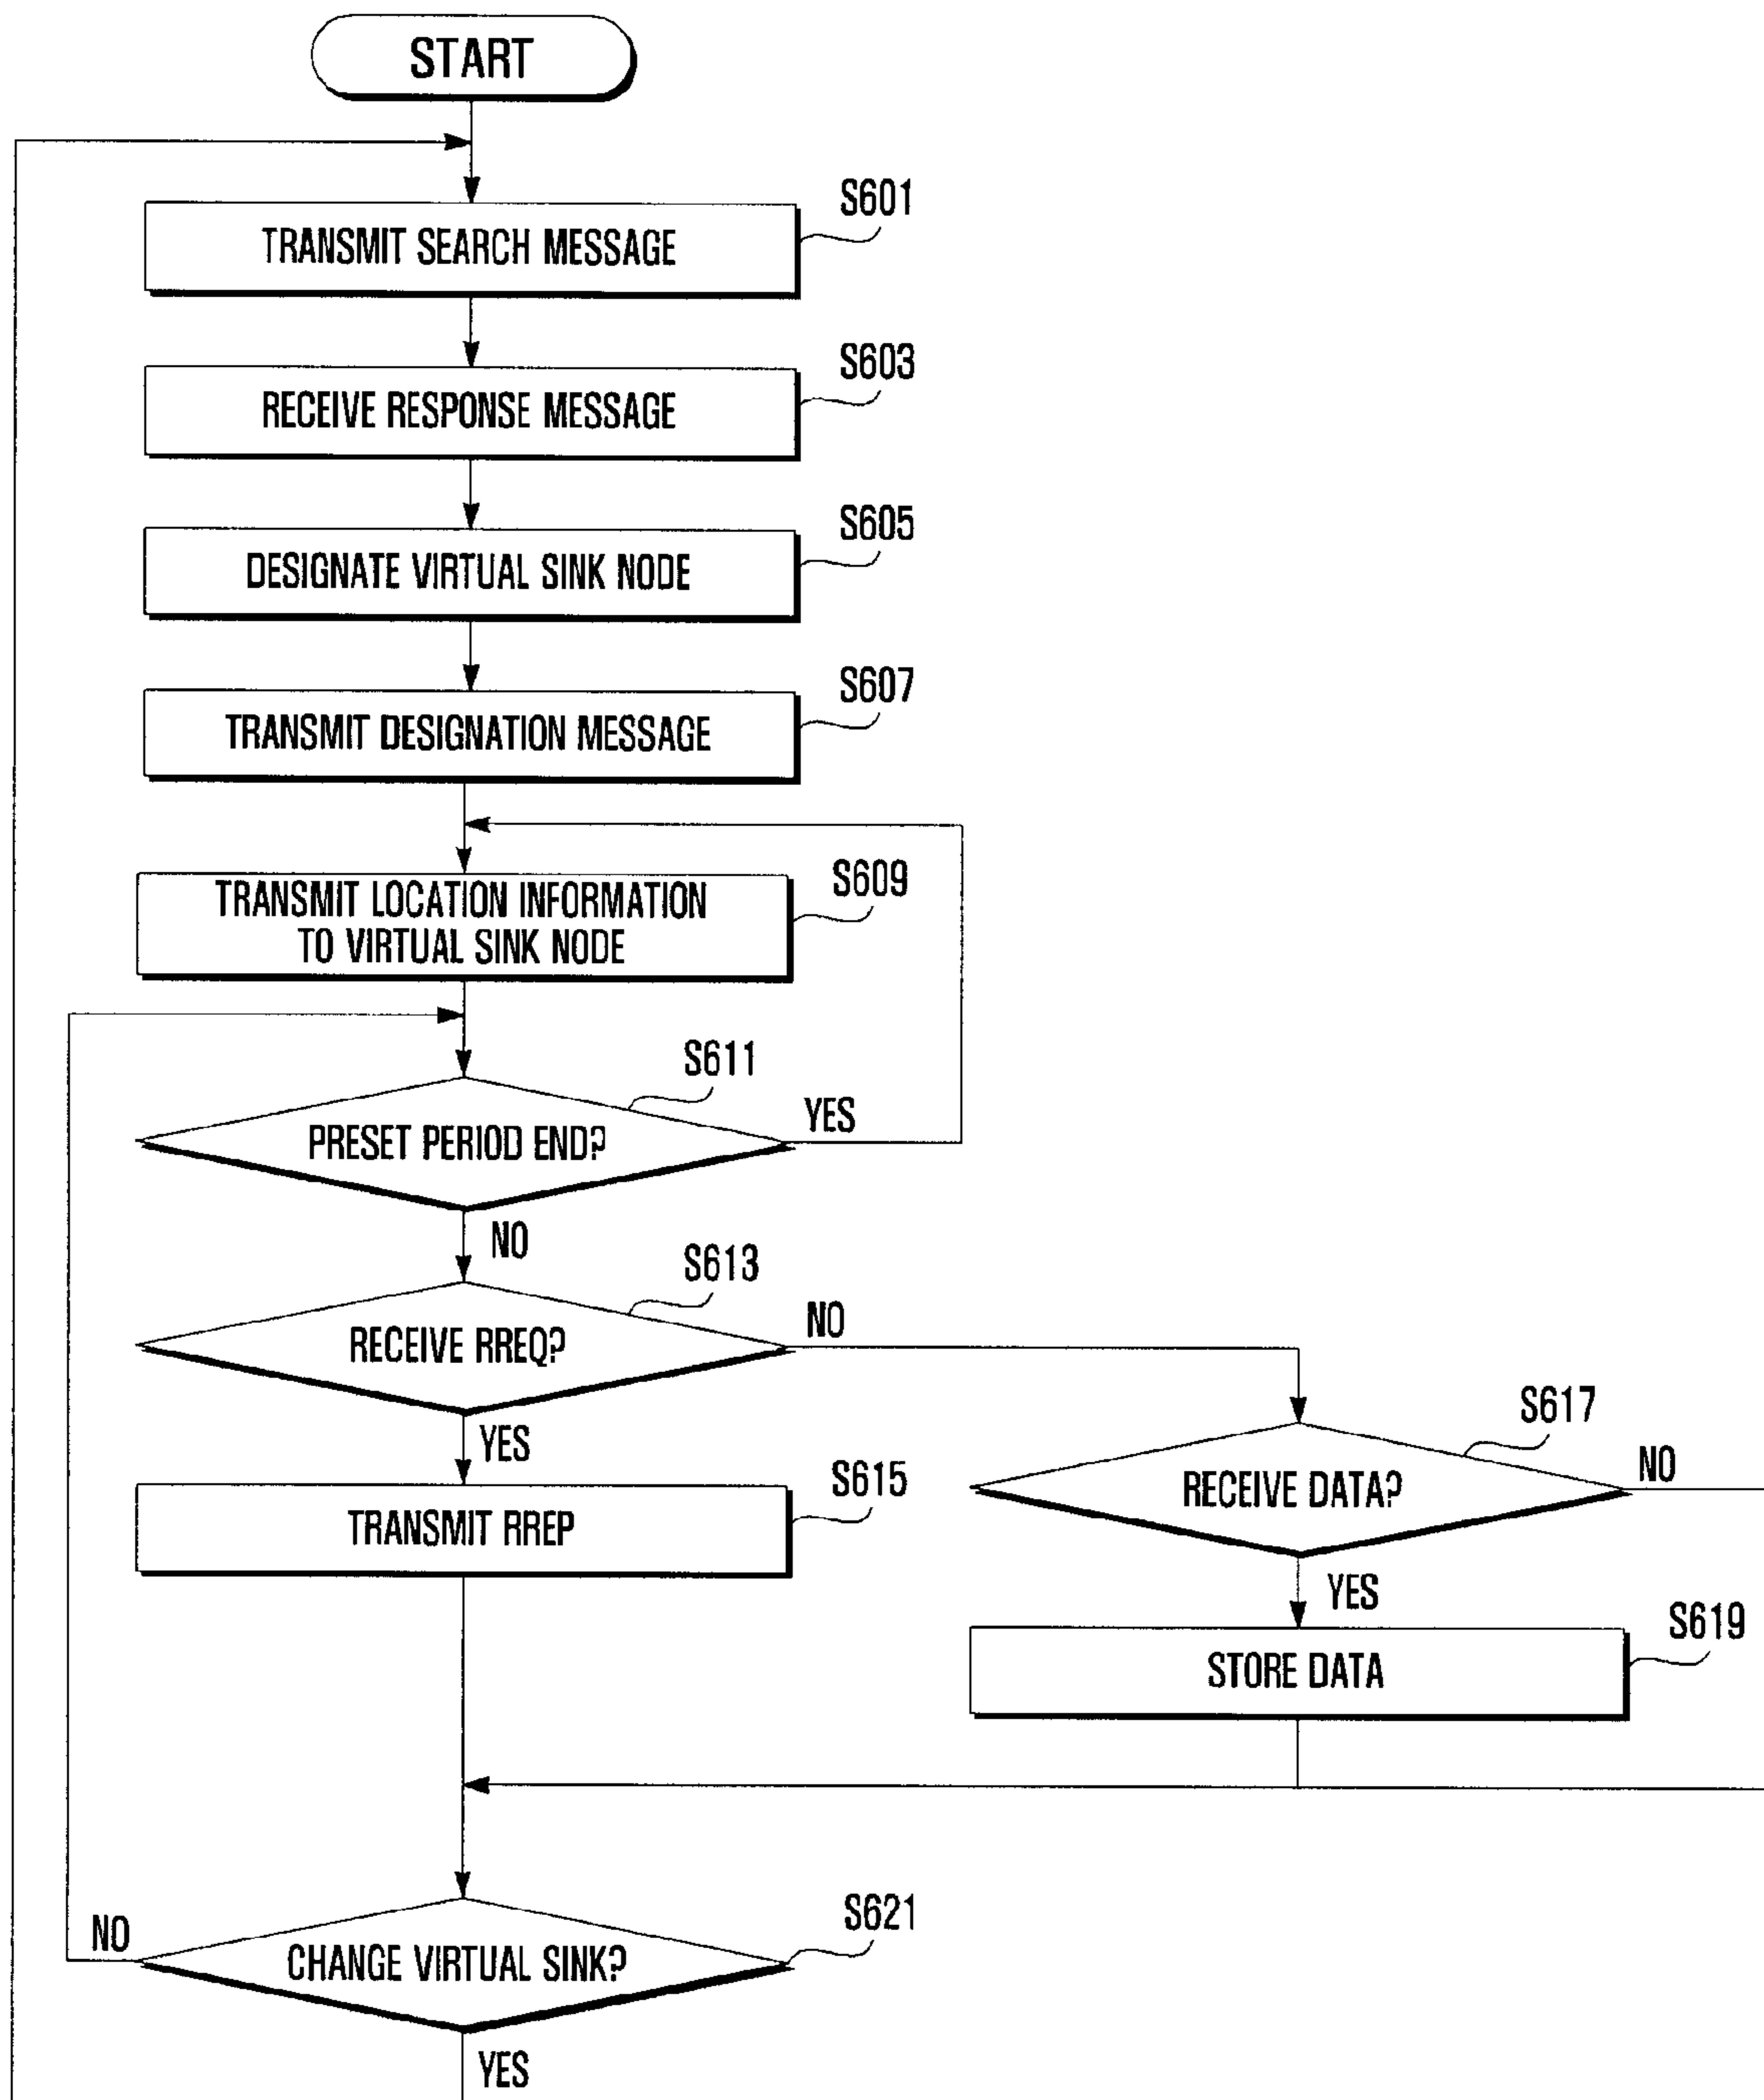 START
S601
TRANSMIT SEARCH MESSAGE
S603
RECEIVE RESPONSE MESSAGE
S605
DESIGNATE VIRTUAL SINK NODE
S607
TRANSMIT DESIGNATION MESSAGE
S609
TRANSMIT LOCATION INFORMATION
TO VIRTUAL SINK NODE
S611
PRESET PERIOD END?
YES
NO
S613
RECEIVE RREQ?
NO
YES
S615
TRANSMIT RREP
S617
RECEIVE DATA?
NO
YES
S619
STORE DATA
S621
CHANGE VIRTUAL SINK?
NO
YES